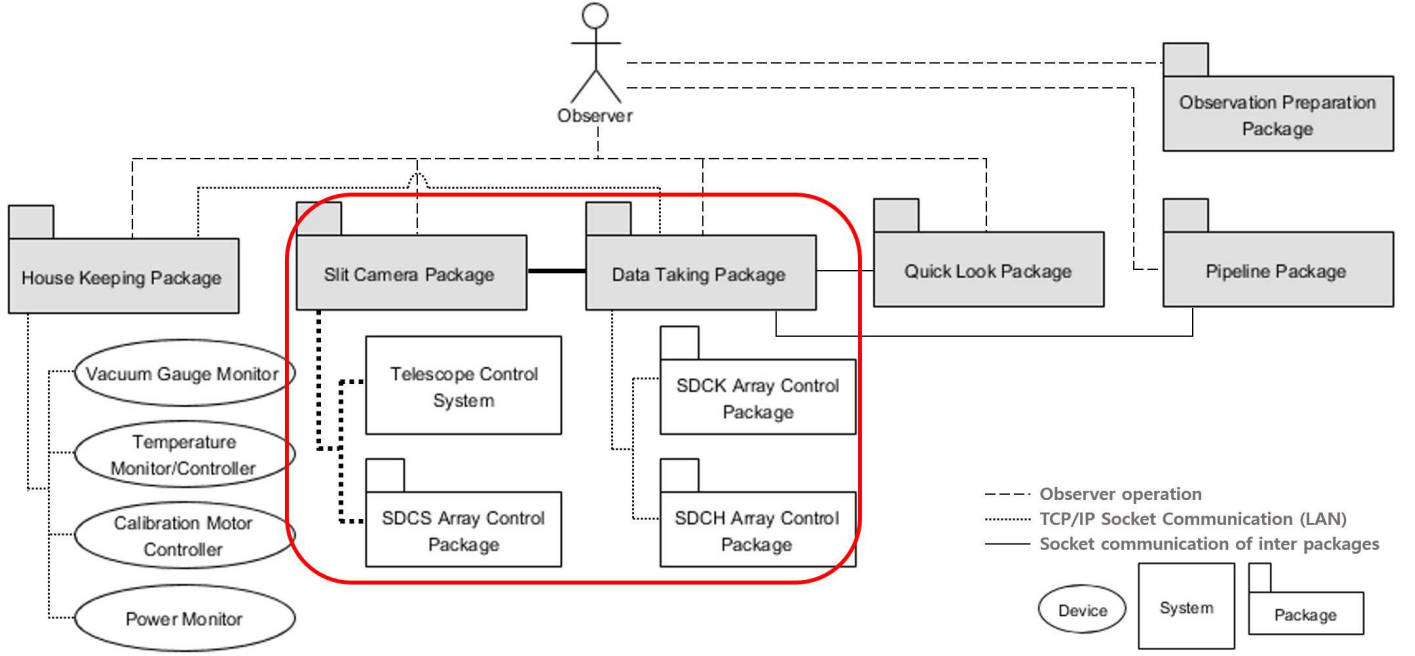 Observer
Observation Preparation
Package
House Keeping Package
Slit Camera Package
Data Taking Package
Quick Look Package
Pipeline Package
Vacuum Gauge Monitor
Temperature
Monitor/Controller
Calibration Motor
Controller
Power Monitor
Telescope Control
System
SDCS Array Control
Package
SDCK Array Control
Package
SDCH Array Control
Package
Observer operation
TCP/IP Socket Communication (LAN)
Socket communication of inter packages
Device
System
Package